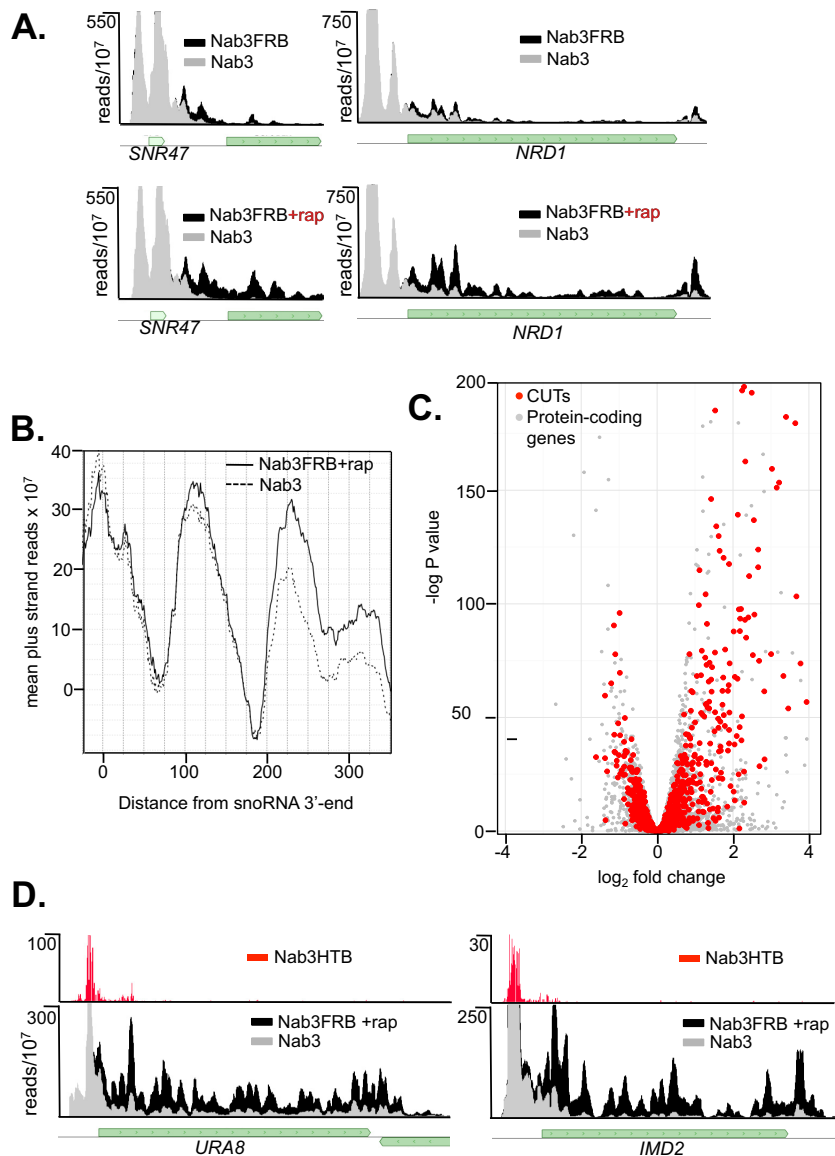 A.
550
reads/10⁷
Nab3FRB
Nab3
SNR47
750
reads/10⁷
Nab3FRB
Nab3
NRD1
550
reads/10⁷
Nab3FRB+rap
Nab3
SNR47
750
reads/10⁷
Nab3FRB+rap
Nab3
NRD1
B.
Nab3FRB+rap
Nab3
mean plus strand reads x 10⁷
40
30
20
10
0
0 100 200 300
Distance from snoRNA 3’-end
C.
CUTs
Protein-coding
genes
-log P value
200
150
100
50
0
-4 -2 0 2 4
log₂ fold change
D.
100
Nab3HTB
300
reads/10⁷
Nab3FRB +rap
Nab3
URA8
30
Nab3HTB
250
Nab3FRB +rap
Nab3
IMD2